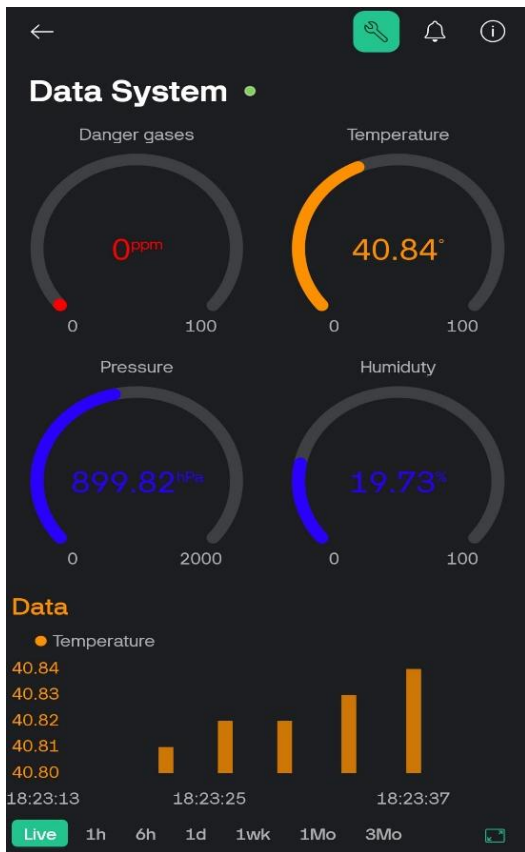 Data System
Danger gases
Temperature
0ppm
40.84°
0 100
0 100
Pressure
Humiduty
899.82hPa
19.73%
0 2000
0 100
Data
Temperature
40.84
40.83
40.82
40.81
40.80
18:23:13 18:23:25 18:23:37
Live 1h 6h 1d 1wk 1Mo 3Mo